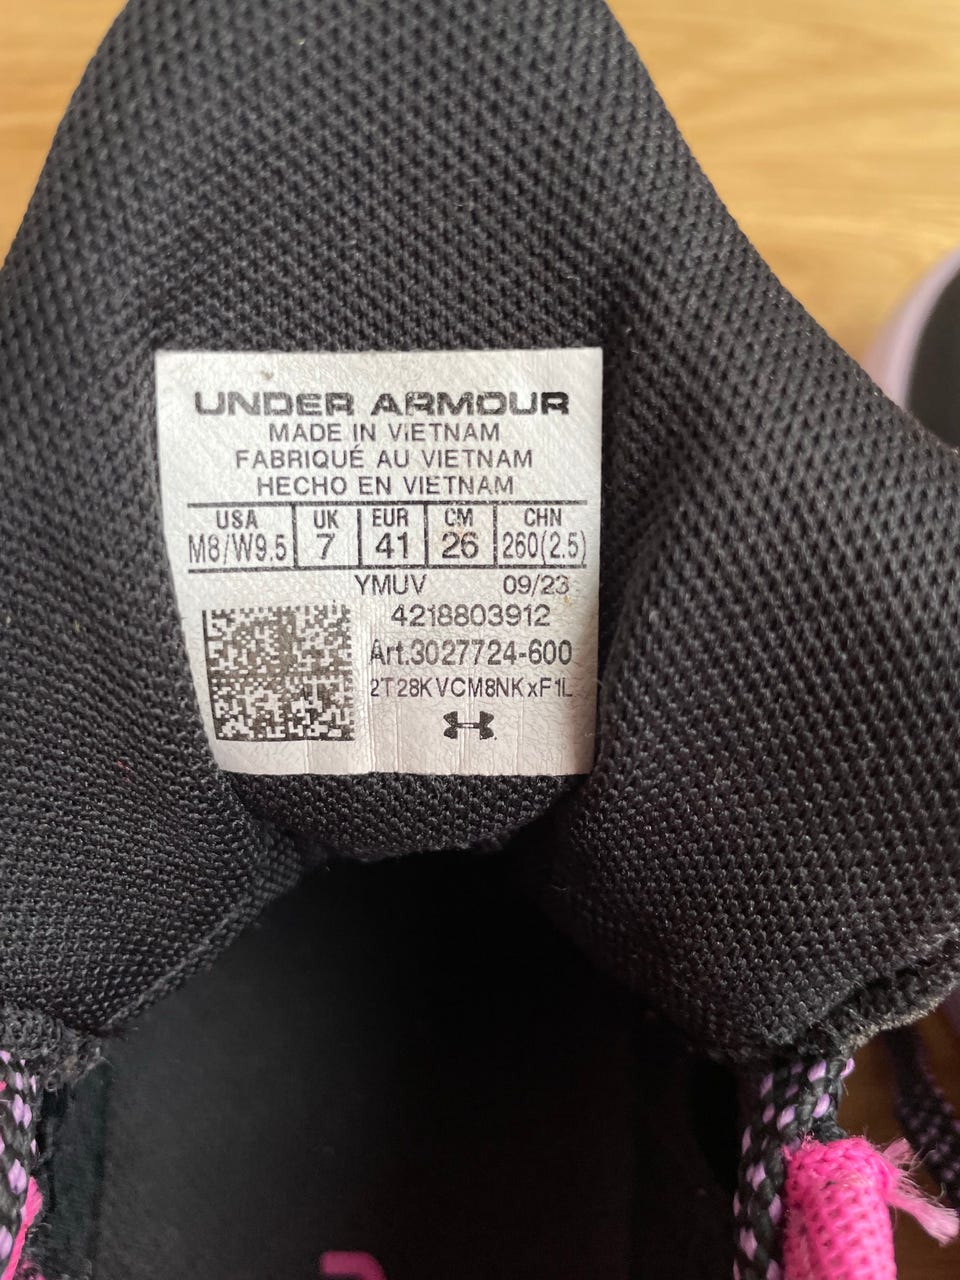 UNDER ARMOUR
MADE IN VIETNAM
FABRIQUÉ AU VIETNAM
HECHO EN VIETNAM
USA UK EUR CM CHN
M8/W9.5 7 41 26 260(2.5)
YMUV 09/23
4218803912
Art.3027724-600
2T28KVCM8NKxF1L